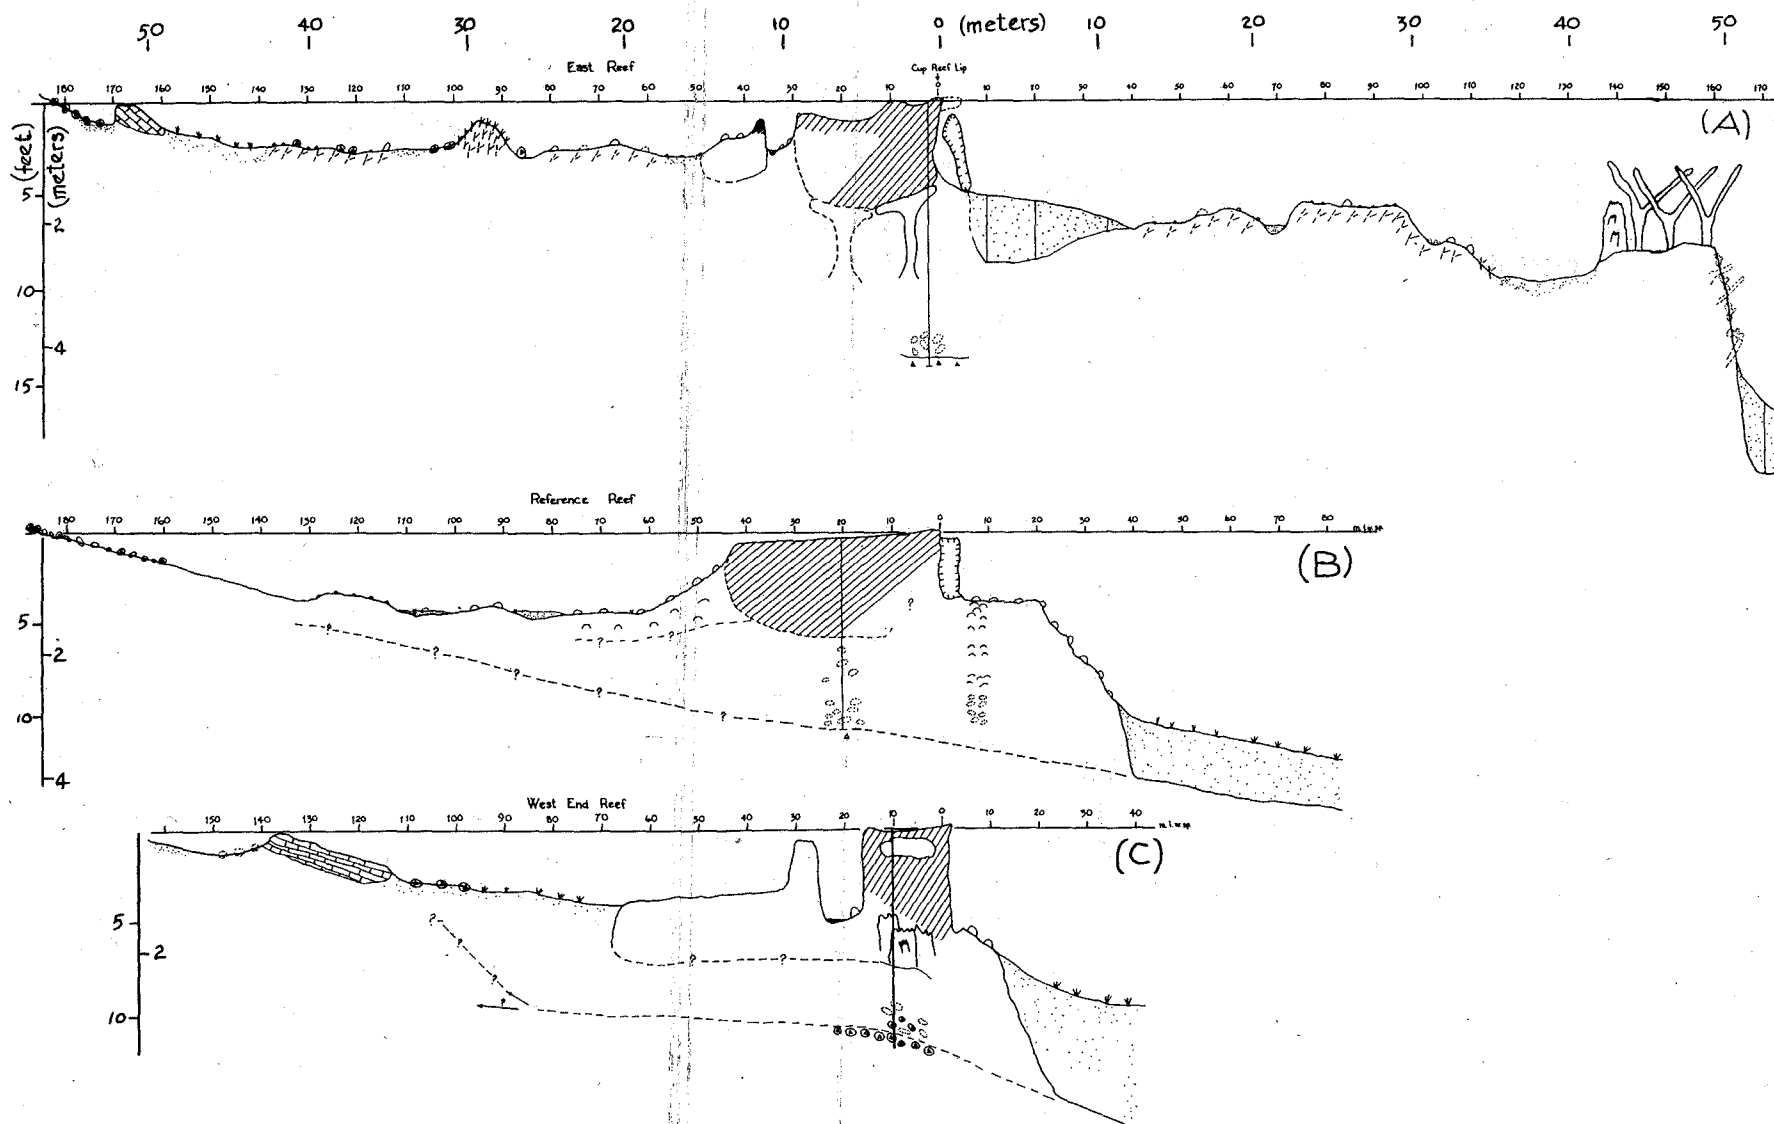 50 40 30 20 10 0 (meters) 10 20 30 40 50
East Reef Cup Reef Lip
180 170 160 150 140 130 120 110 100 90 80 70 60 50 40 30 20 10 0 10 10 30 40 50 60 70 80 90 100 110 120 130 140 150 160 170
(A)
(feet)
(meters)
5
2
10
4
15
Reference Reef
180 170 160 150 140 130 120 110 100 90 80 70 60 50 40 30 20 10 0 10 20 30 40 50 60 70 80 m.l.w.sp.
(B)
? ? ? ? ? ? ? ?
5
2
10
4
West End Reef
150 140 130 120 110 100 90 80 70 60 50 40 30 20 10 0 10 20 30 40 m.l.w.sp.
(C)
? ? ? ? ? ?
5
2
10